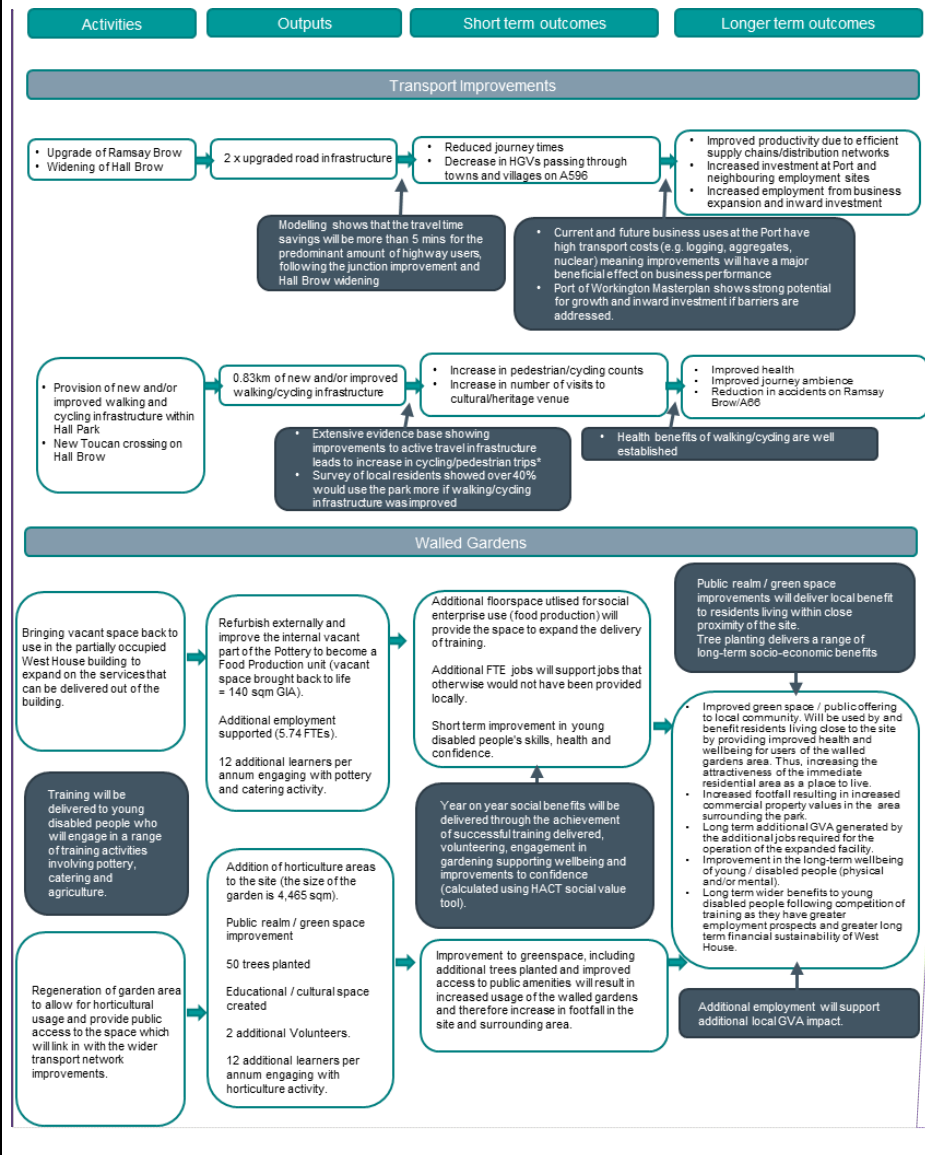 Activities
Outputs
Short term outcomes
Longer term outcomes
Transport Improvements
• Upgrade of Ramsay Brow
• Widening of Hall Brow
2 x upgraded road infrastructure
• Reduced journey times
• Decrease in HGVs passing through
towns and villages on A596
• Improved productivity due to efficient
supply chains/distribution networks
• Increased investment at Port and
neighbouring employment sites
• Increased employment from business
expansion and inward investment
Modelling shows that the travel time
savings will be more than 5 mins for the
predominant amount of highway users,
following the junction improvement and
Hall Brow widening
• Current and future business uses at the Port have
high transport costs (e.g. logging, aggregates,
nuclear) meaning improvements will have a major
beneficial effect on business performance
• Port of Workington Masterplan shows strong potential
for growth and inward investment if barriers are
addressed.
• Provision of new and/or
improved walking and
cycling infrastructure within
Hall Park
• New Toucan crossing on
Hall Brow
0.83km of new and/or improved
walking/cycling infrastructure
• Increase in pedestrian/cycling counts
• Increase in number of visits to
cultural/heritage venue
• Improved health
• Improved journey ambience
• Reduction in accidents on Ramsay
Brow/A66
• Extensive evidence base showing
improvements to active travel infrastructure
leads to increase in cycling/pedestrian trips*
• Survey of local residents showed over 40%
would use the park more if walking/cycling
infrastructure was improved
• Health benefits of walking/cycling are well
established
Walled Gardens
Bringing vacant space back to
use in the partially occupied
West House building to
expand on the services that
can be delivered out of the
building.
Refurbish externally and
improve the internal vacant
part of the Pottery to become a
Food Production unit (vacant
space brought back to life
= 140 sqm GIA).
Additional employment
supported (5.74 FTEs).
12 additional learners per
annum engaging with pottery
and catering activity.
Additional floorspace utlised for social
enterprise use (food production) will
provide the space to expand the delivery
of training.
Additional FTE jobs will support jobs that
otherwise would not have been provided
locally.
Short term improvement in young
disabled people's skills, health and
confidence.
Public realm / green space
improvements will deliver local benefit
to residents living within close
proximity of the site.
Tree planting delivers a range of
long-term socio-economic benefits
• Improved green space / public offering
to local community. Will be used by and
benefit residents living close to the site
by providing improved health and
wellbeing for users of the walled
gardens area. Thus, increasing the
attractiveness of the immediate
residential area as a place to live.
• Increased footfall resulting in increased
commercial property values in the area
surrounding the park.
• Long term additional GVA generated by
the additional jobs required for the
operation of the expanded facility.
• Improvement in the long-term wellbeing
of young / disabled people (physical
and/or mental).
• Long term wider benefits to young
disabled people following competition of
training as they have greater
employment prospects and greater long
term financial sustainability of West
House.
Training will be
delivered to young
disabled people who
will engage in a range
of training activities
involving pottery,
catering and
agriculture.
Year on year social benefits will be
delivered through the achievement
of successful training delivered,
volunteering, engagement in
gardening supporting wellbeing and
improvements to confidence
(calculated using HACT social value
tool).
Regeneration of garden area
to allow for horticultural
usage and provide public
access to the space which
will link in with the wider
transport network
improvements.
Addition of horticulture areas
to the site (the size of the
garden is 4,465 sqm).
Public realm / green space
improvement
50 trees planted
Educational / cultural space
created
2 additional Volunteers.
12 additional learners per
annum engaging with
horticulture activity.
Improvement to greenspace, including
additional trees planted and improved
access to public amenities will result in
increased usage of the walled gardens
and therefore increase in footfall in the
site and surrounding area.
Additional employment will support
additional local GVA impact.